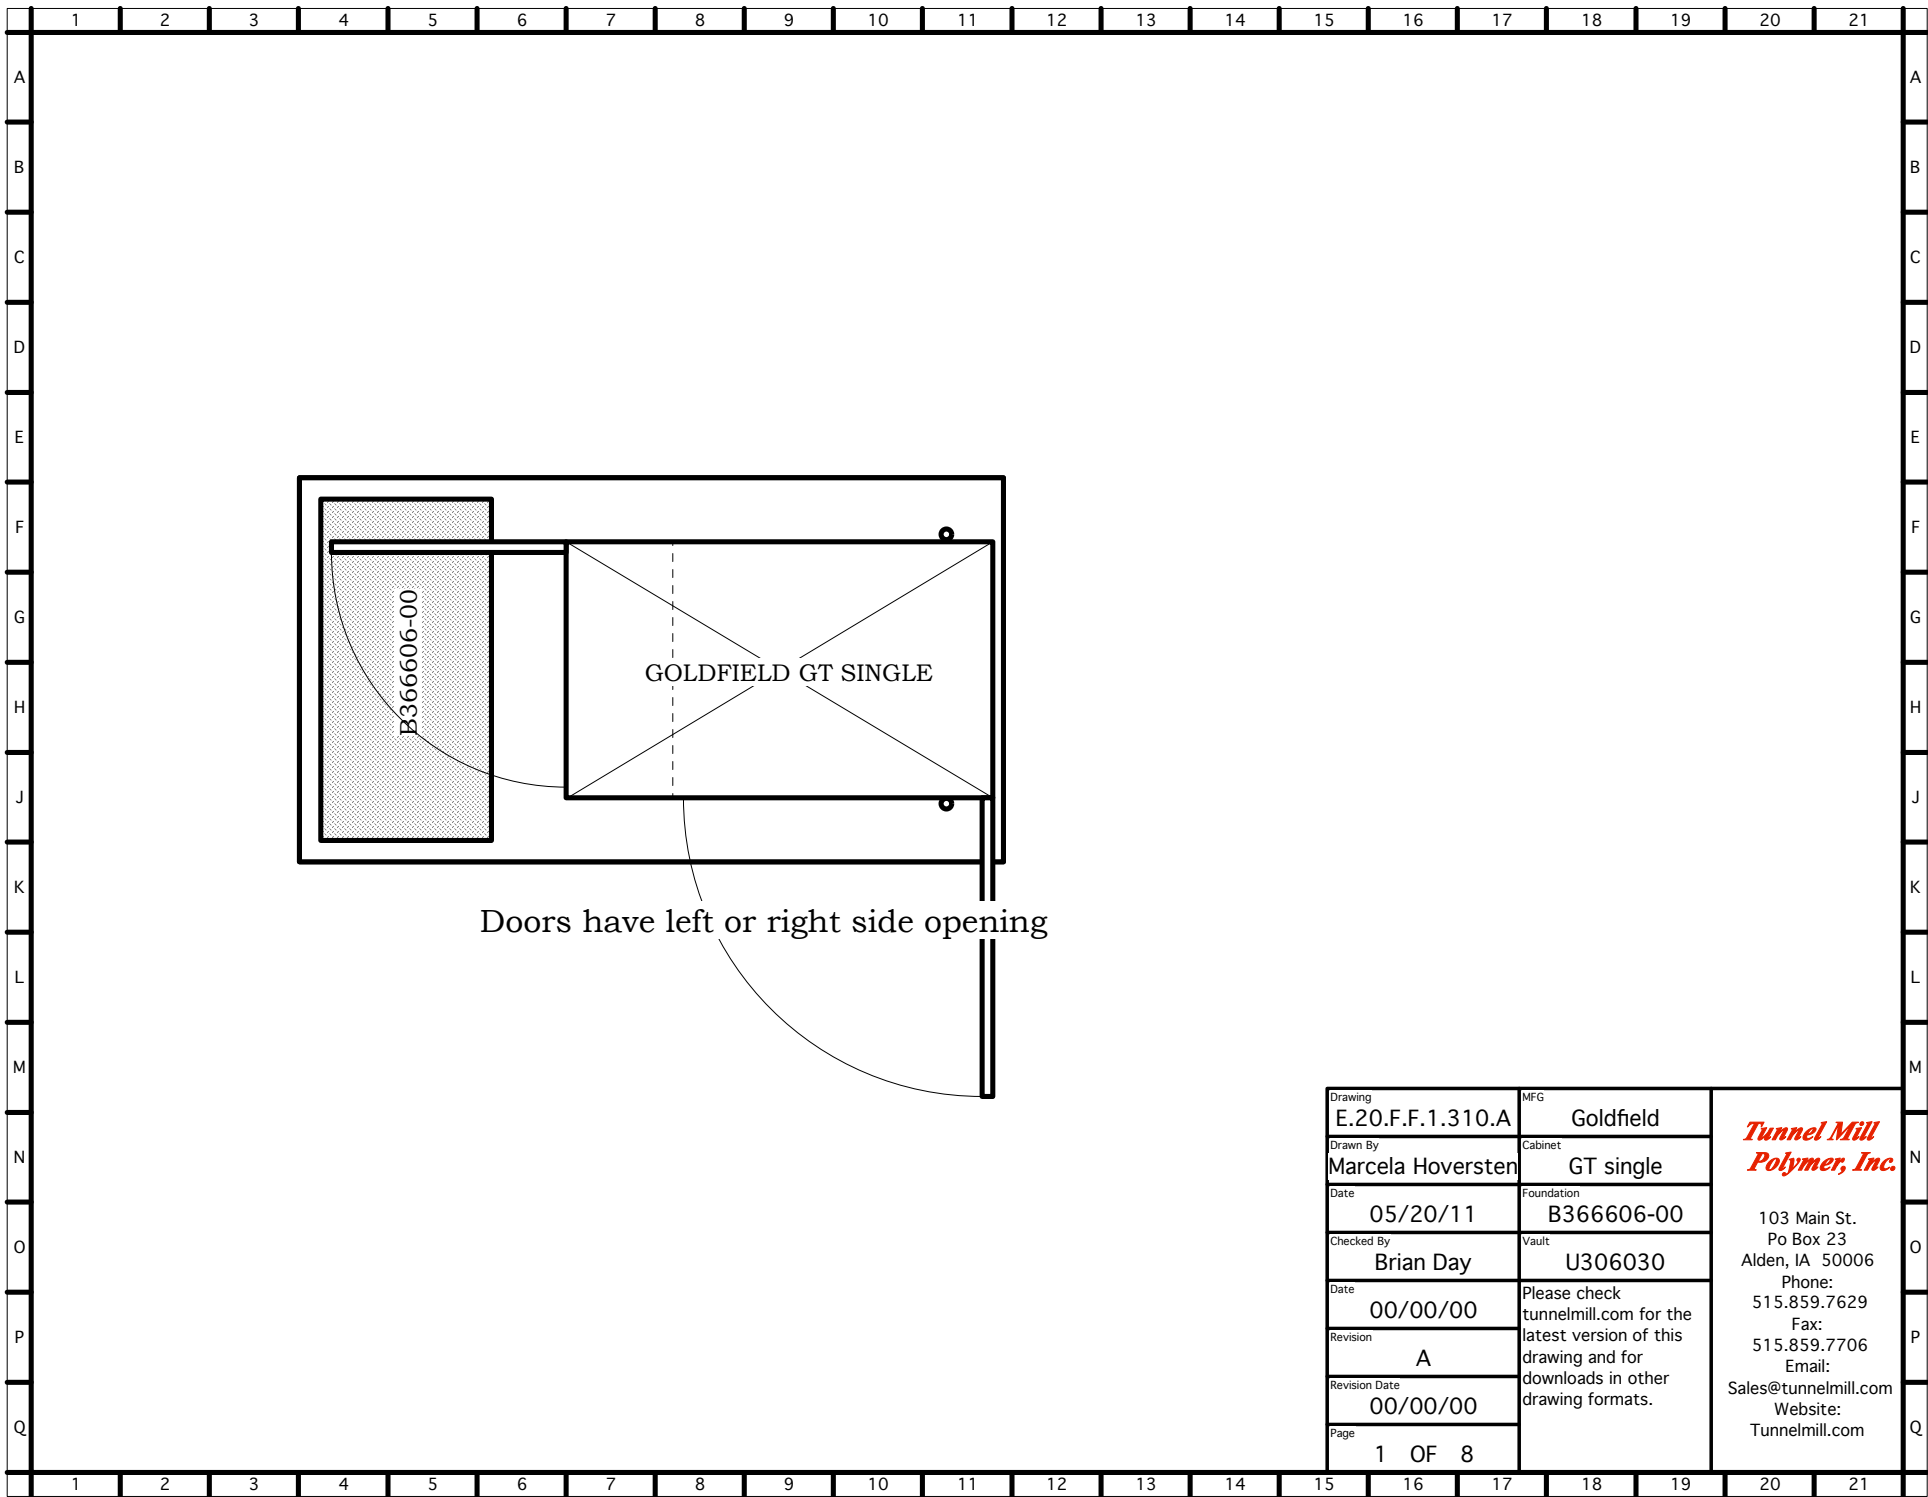 1 2 3 4 5 6 7 8 9 10 11 12 13 14 15 16 17 18 19 20 21
A A
B B
C C
D D
E E
F F
G G
H H
J J
K K
L L
M M
N N
O O
P P
Q Q
B366606-00
GOLDFIELD GT SINGLE
Doors have left or right side opening
Drawing
E.20.F.F.1.310.A
MFG
Goldfield
Drawn By
Marcela Hoversten
Cabinet
GT single
Date
05/20/11
Foundation
B366606-00
Checked By
Brian Day
Vault
U306030
Date
00/00/00
Revision
A
Revision Date
00/00/00
Page
1 OF 8
Please check
tunnelmill.com for the
latest version of this
drawing and for
downloads in other
drawing formats.
Tunnel Mill
Polymer, Inc.
103 Main St.
Po Box 23
Alden, IA 50006
Phone:
515.859.7629
Fax:
515.859.7706
Email:
Sales@tunnelmill.com
Website:
Tunnelmill.com
1 2 3 4 5 6 7 8 9 10 11 12 13 14 15 16 17 18 19 20 21